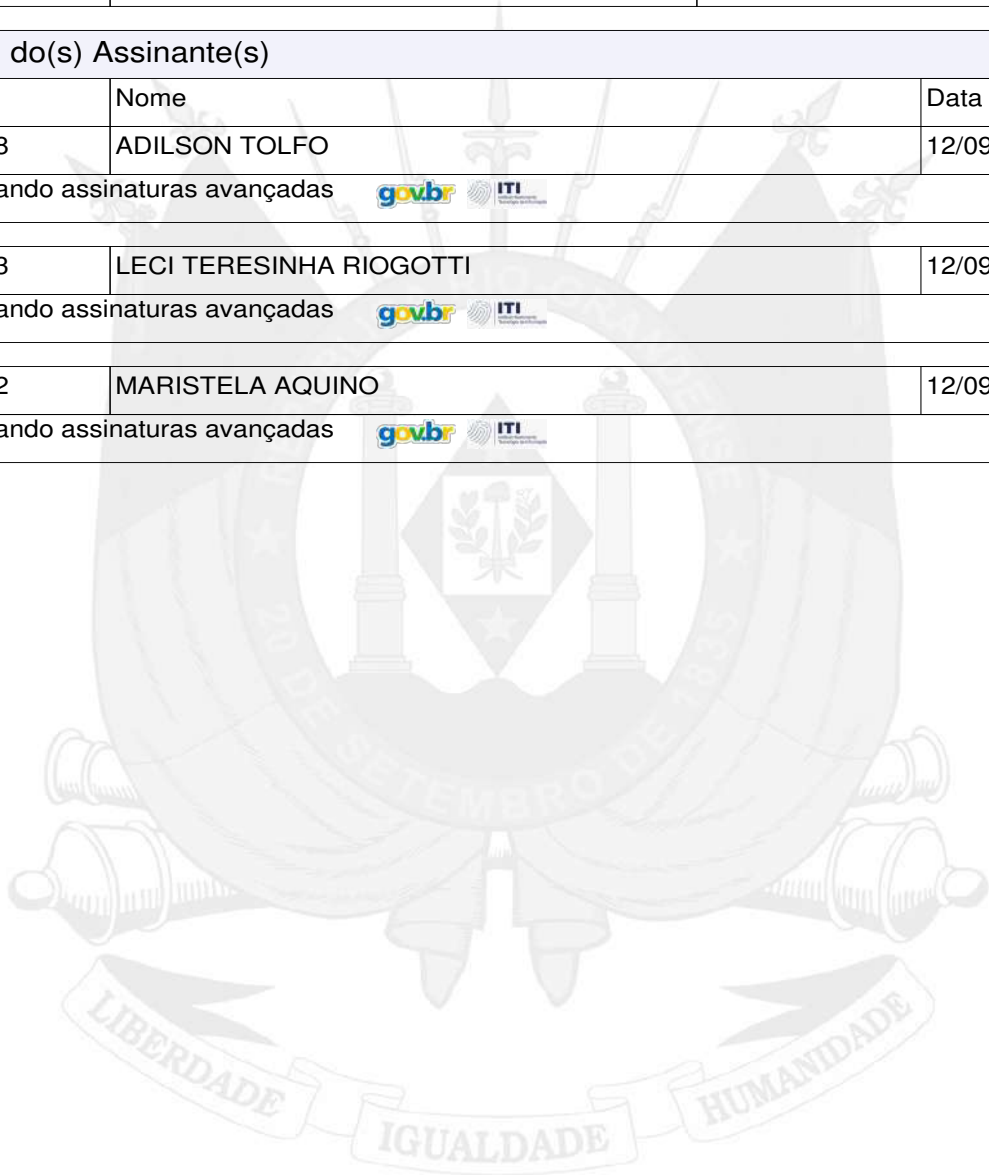 do(s) Assinante(s)
Nome Data
3 ADILSON TOLFO 12/09
ando assinaturas avançadas gov.br ITI
3 LECI TERESINHA RIOGOTTI 12/09
ando assinaturas avançadas gov.br ITI
2 MARISTELA AQUINO 12/09
ando assinaturas avançadas gov.br ITI
20 DE SETEMBRO DE 1835
LIBERDADE IGUALDADE HUMANIDADE